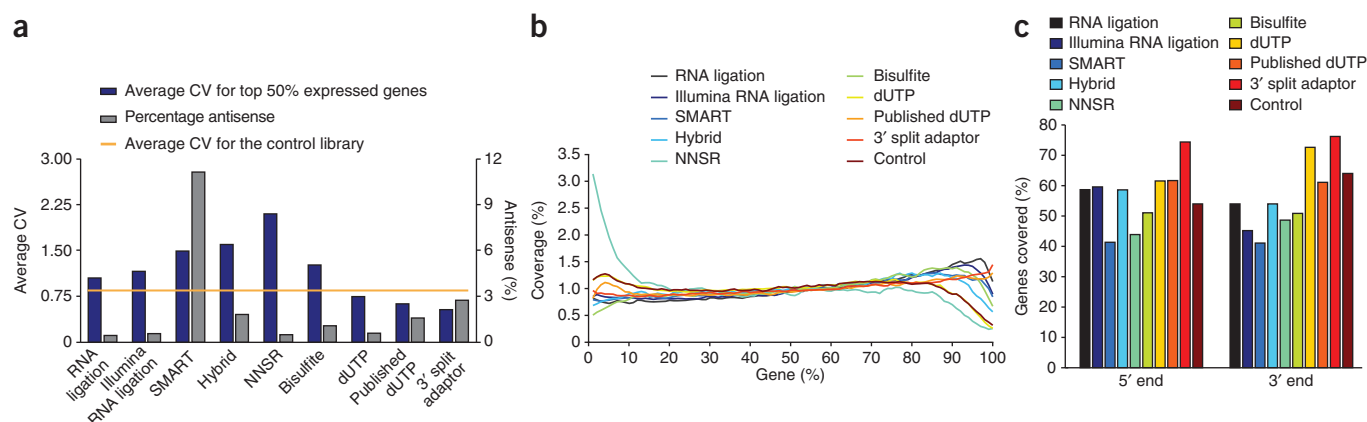 a
Average CV for top 50% expressed genes
Percentage antisense
Average CV for the control library
3.00
2.25
1.50
0.75
0
Average CV
12
9
6
3
0
Antisense (%)
RNA
ligation
Illumina
RNA ligation
SMART
Hybrid
NNSR
Bisulfite
dUTP
Published
dUTP
3′ split
adaptor
b
RNA ligation
Illumina RNA ligation
SMART
Hybrid
NNSR
Bisulfite
dUTP
Published dUTP
3′ split adaptor
Control
3.5
3.0
2.5
2.0
1.5
1.0
0.5
0
Coverage (%)
0
10
20
30
40
50
60
70
80
90
100
Gene (%)
c
RNA ligation
Illumina RNA ligation
SMART
Hybrid
NNSR
Bisulfite
dUTP
Published dUTP
3′ split adaptor
Control
80
70
60
50
40
30
20
10
0
Genes covered (%)
5′ end
3′ end